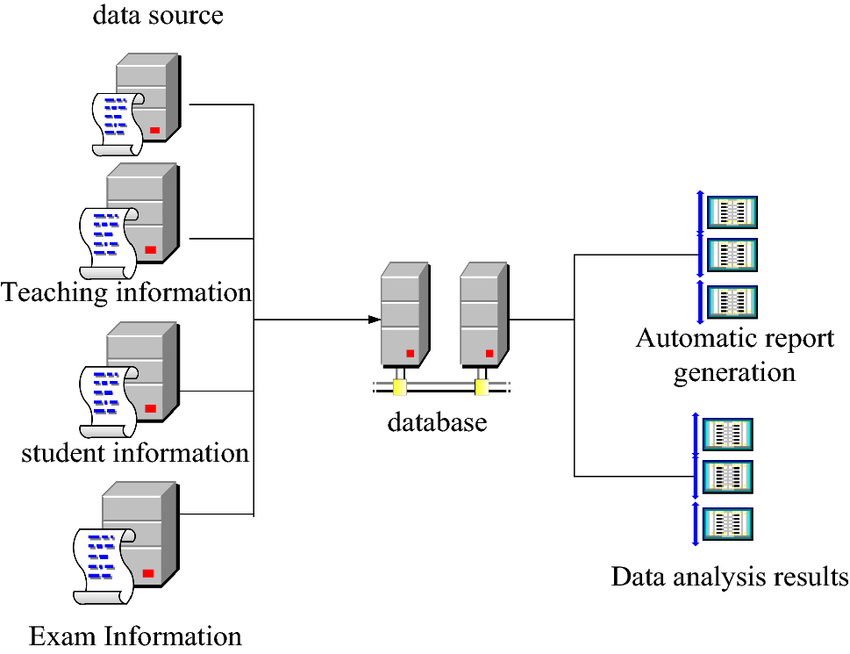 data source
Teaching information
student information
Exam Information
database
Automatic report
generation
Data analysis results